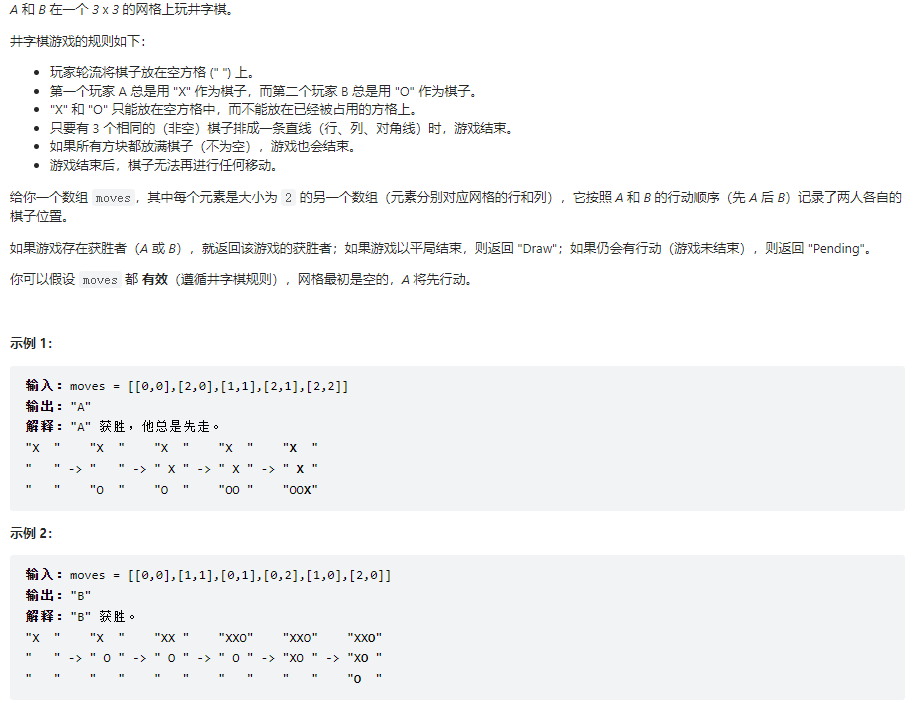 A 和 B 在一个 3 x 3 的网格上玩井字棋。
井字棋游戏的规则如下：
• 玩家轮流将棋子放在空方格 (" ") 上。
• 第一个玩家 A 总是用 "X" 作为棋子，而第二个玩家 B 总是用 "O" 作为棋子。
• "X" 和 "O" 只能放在空方格中，而不能放在已经被占用的方格上。
• 只要有 3 个相同的（非空）棋子排成一条直线（行、列、对角线）时，游戏结束。
• 如果所有方块都放满棋子（不为空），游戏也会结束。
• 游戏结束后，棋子无法再进行任何移动。
给你一个数组 moves，其中每个元素是大小为 2 的另一个数组（元素分别对应网格的行和列），它按照 A 和 B 的行动顺序（先 A 后 B）记录了两人各自的
棋子位置。
如果游戏存在获胜者（A 或 B），就返回该游戏的获胜者；如果游戏以平局结束，则返回 "Draw"；如果仍会有行动（游戏未结束），则返回 "Pending"。
你可以假设 moves 都 有效（遵循井字棋规则），网格最初是空的，A 将先行动。
示例 1：
输入：moves = [[0,0],[2,0],[1,1],[2,1],[2,2]]
输出："A"
解释："A" 获胜，他总是先走。
"X  "    "X  "    "X  "    "X  "    "X  "
"   " -> "   " -> " X " -> " X " -> " X "
"   "    "O  "    "O  "    "OO "    "OOX"
示例 2：
输入：moves = [[0,0],[1,1],[0,1],[0,2],[1,0],[2,0]]
输出："B"
解释："B" 获胜。
"X  "    "X  "    "XX "    "XXO"    "XXO"    "XXO"
"   " -> " O " -> " O " -> " O " -> "XO " -> "XO "
"   "    "   "    "   "    "   "    "   "    "O  "